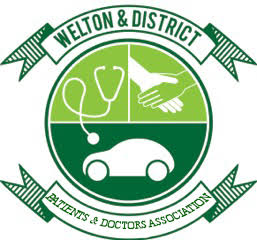 WELTON & DISTRICT
PATIENTS & DOCTORS ASSOCIATION